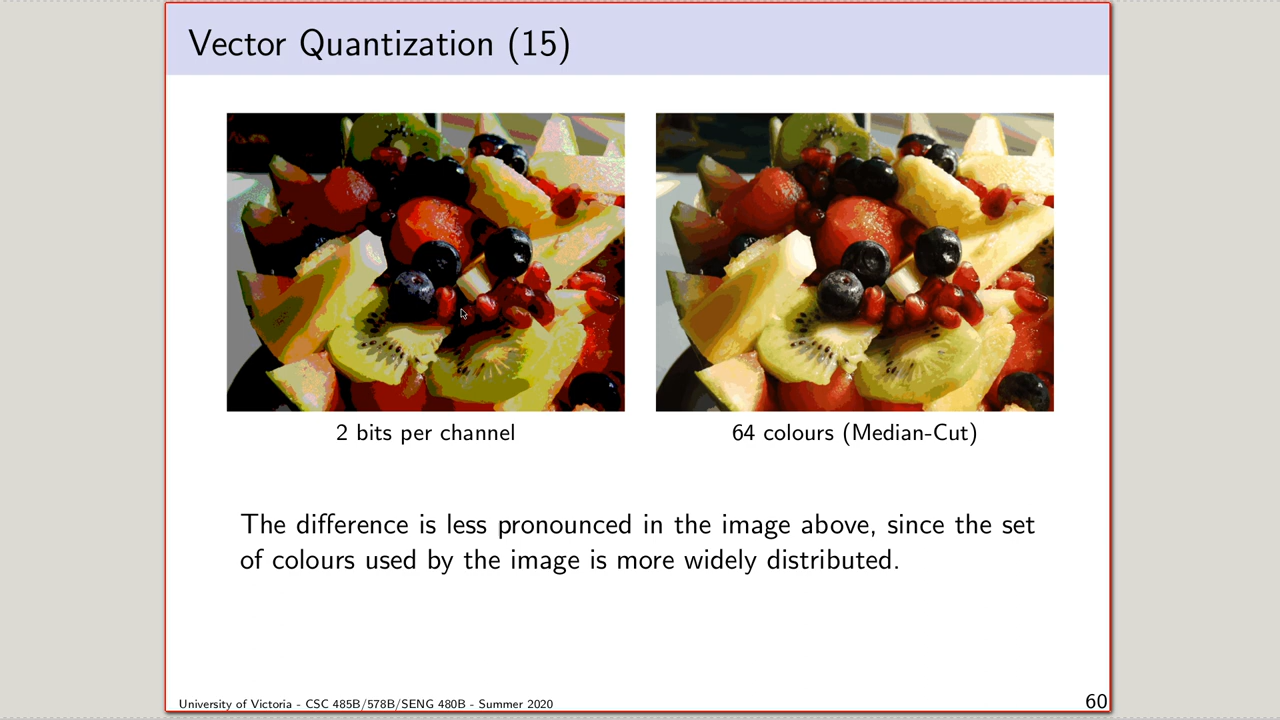 Vector Quantization (15)
2 bits per channel
64 colours (Median-Cut)
The difference is less pronounced in the image above, since the set
of colours used by the image is more widely distributed.
University of Victoria - CSC 485B/578B/SENG 480B - Summer 2020
60